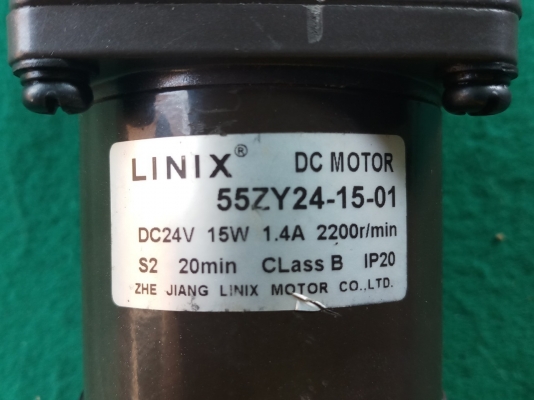 LINIX® DC MOTOR
55ZY24-15-01
DC24V 15W 1.4A 2200r/min
S2 20min CLass B IP20
ZHE JIANG LINIX MOTOR CO.,LTD.